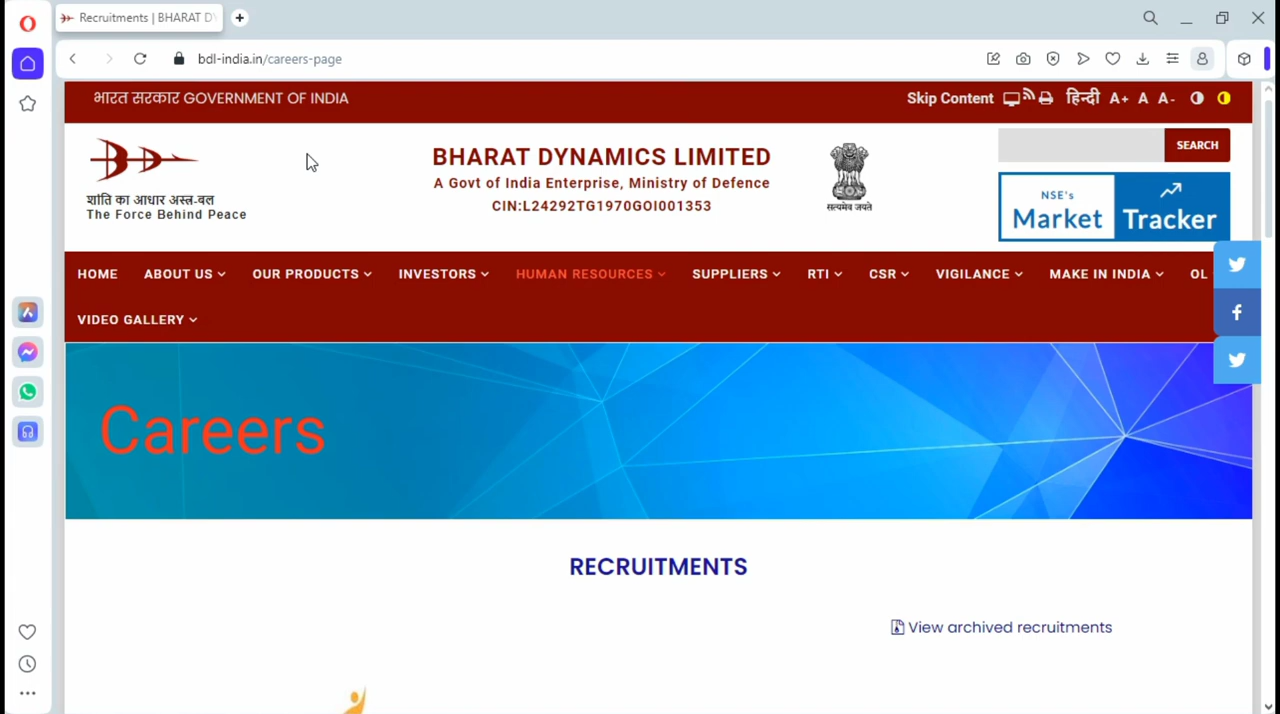 Recruitments | BHARAT D
bdl-india.in/careers-page
भारत सरकार GOVERNMENT OF INDIA
Skip Content
हिन्दी A+ A A-
शांति का आधार अस्त्र-बल
The Force Behind Peace
BHARAT DYNAMICS LIMITED
A Govt of India Enterprise, Ministry of Defence
CIN:L24292TG1970GOI001353
सत्यमेव जयते
SEARCH
NSE's
Market Tracker
HOME ABOUT US OUR PRODUCTS INVESTORS HUMAN RESOURCES SUPPLIERS RTI CSR VIGILANCE MAKE IN INDIA OL
VIDEO GALLERY
Careers
RECRUITMENTS
View archived recruitments